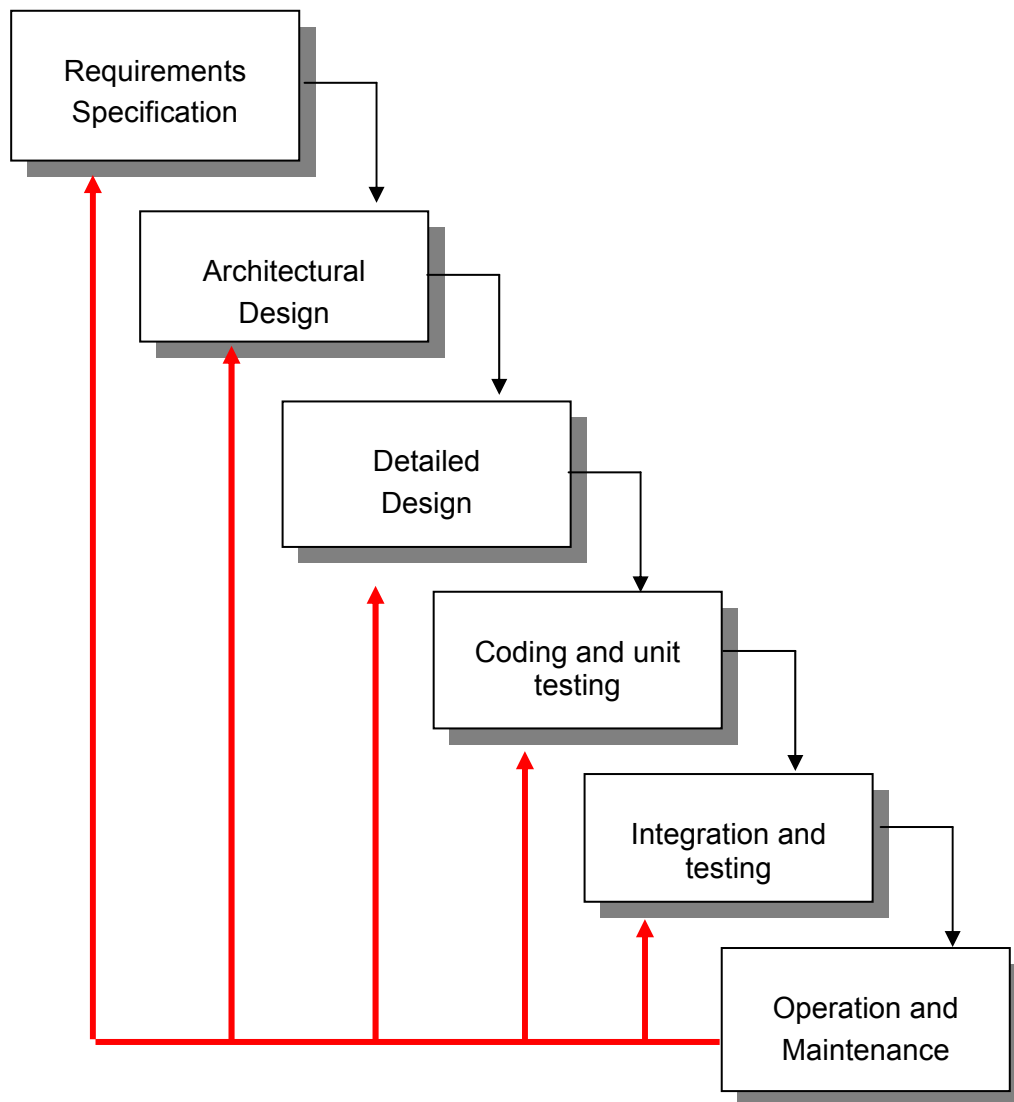 Requirements
Specification
Architectural
Design
Detailed
Design
Coding and unit
testing
Integration and
testing
Operation and
Maintenance